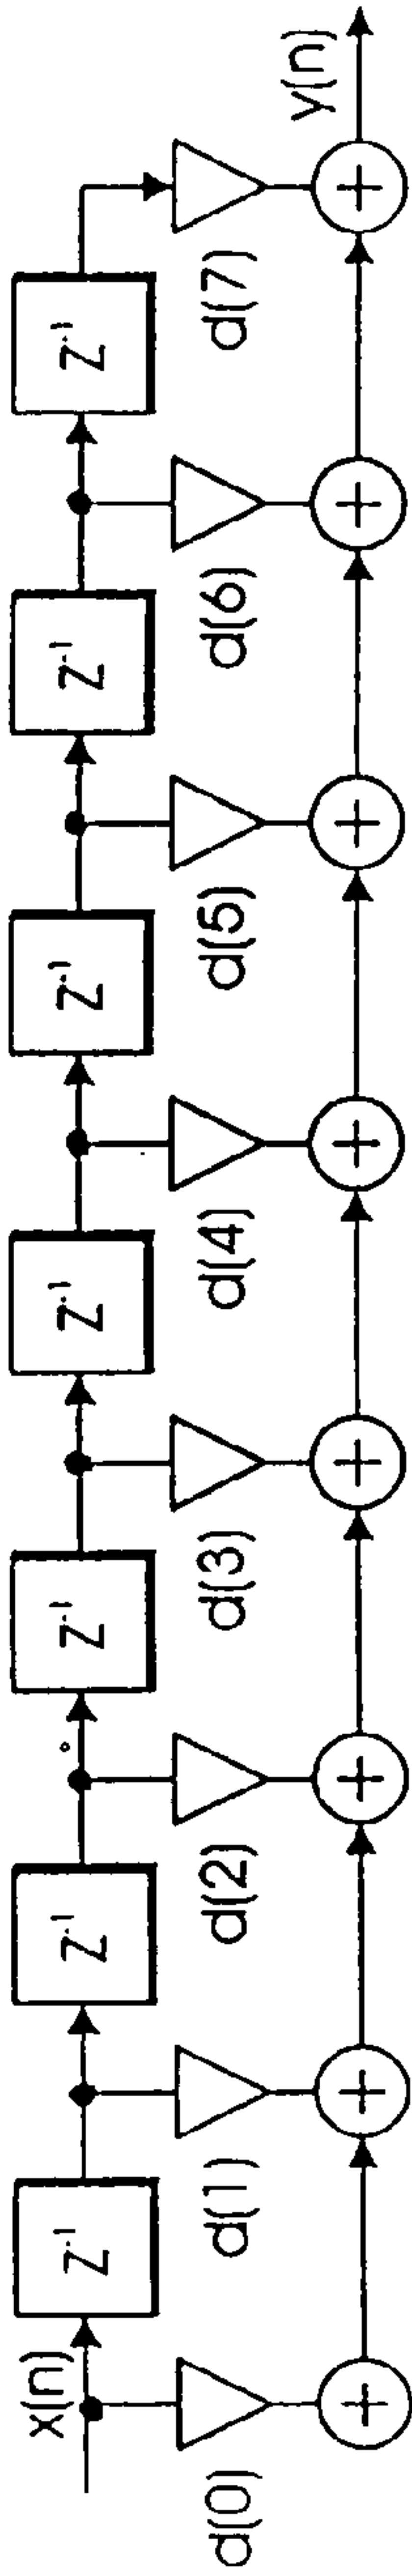 x(n)
Z-1
Z-1
Z-1
Z-1
Z-1
Z-1
Z-1
d(0)
d(1)
d(2)
d(3)
d(4)
d(5)
d(6)
d(7)
+
+
+
+
+
+
+
+
y(n)